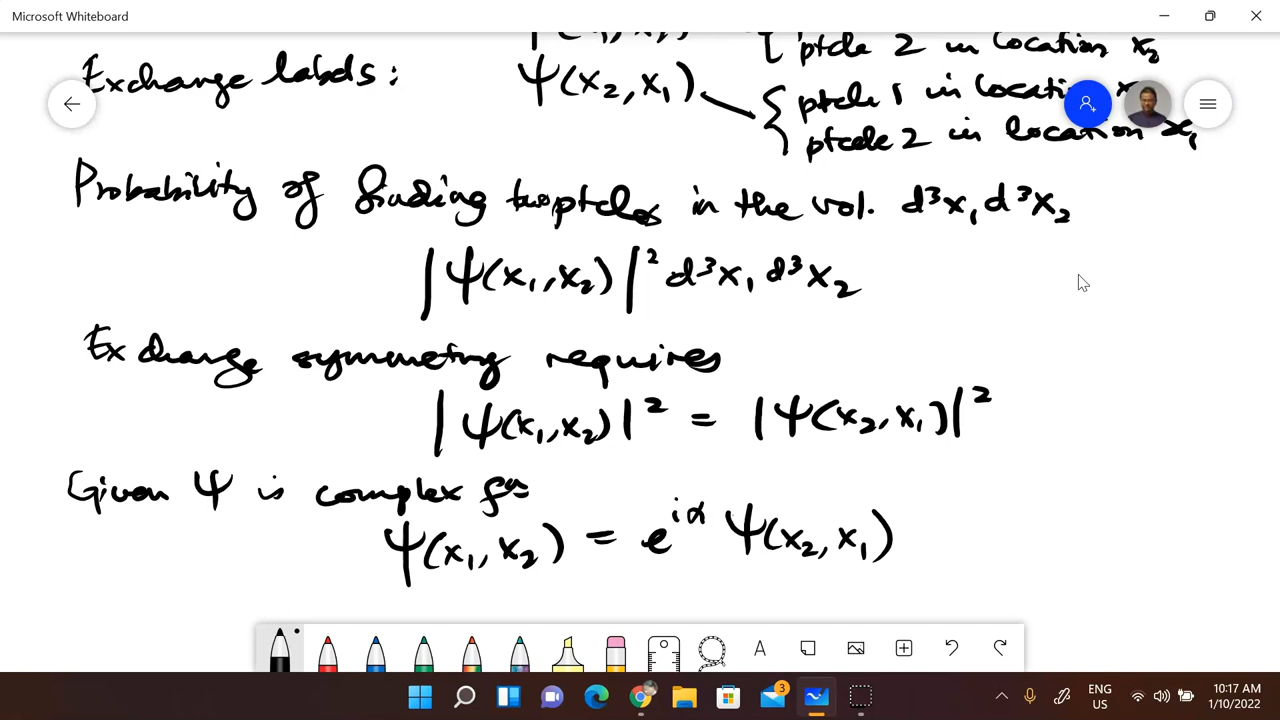 Microsoft Whiteboard
ptcle 2 in location x₂
Exchange labels: Ψ(x₂, x₁)
ptcle 1 in location
ptcle 2 in location x₁
Probability of finding two ptcles in the vol. d³x₁ d³x₂
|Ψ(x₁, x₂)|² d³x₁ d³x₂
Exchange symmetry requires
|Ψ(x₁, x₂)|² = |Ψ(x₂, x₁)|²
Given Ψ is complex fn
Ψ(x₁, x₂) = e^{iα} Ψ(x₂, x₁)
A
3
ENG
US
10:17 AM
1/10/2022